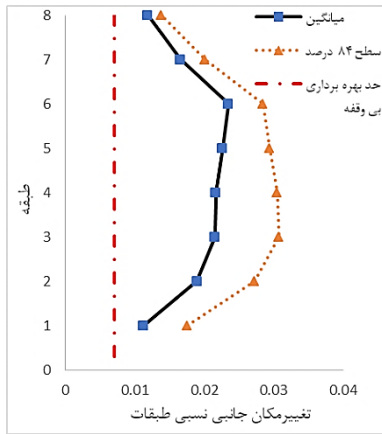 میانگین
سطح ۸۴ درصد
حد بهره برداری
بی وقفه
8
7
6
5
4
3
2
1
0
طبقه
0 0.01 0.02 0.03 0.04
تغییرمکان جانبی نسبی طبقات